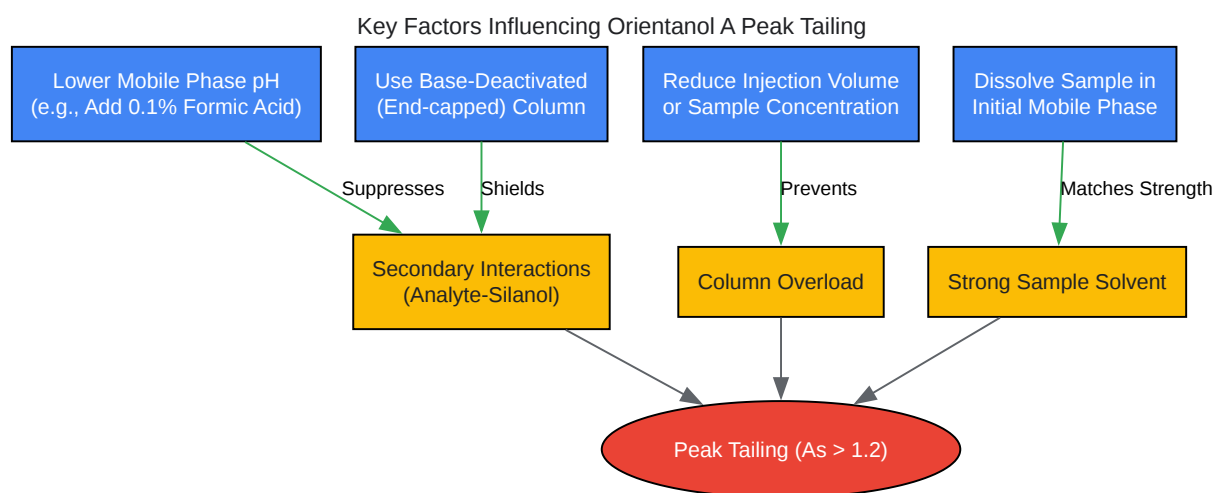 Key Factors Influencing Orientanol A Peak Tailing
Lower Mobile Phase pH
(e.g., Add 0.1% Formic Acid)
Use Base-Deactivated
(End-capped) Column
Reduce Injection Volume
or Sample Concentration
Dissolve Sample in
Initial Mobile Phase
Suppresses
Shields
Prevents
Matches Strength
Secondary Interactions
(Analyte-Silanol)
Column Overload
Strong Sample Solvent
Peak Tailing (As > 1.2)